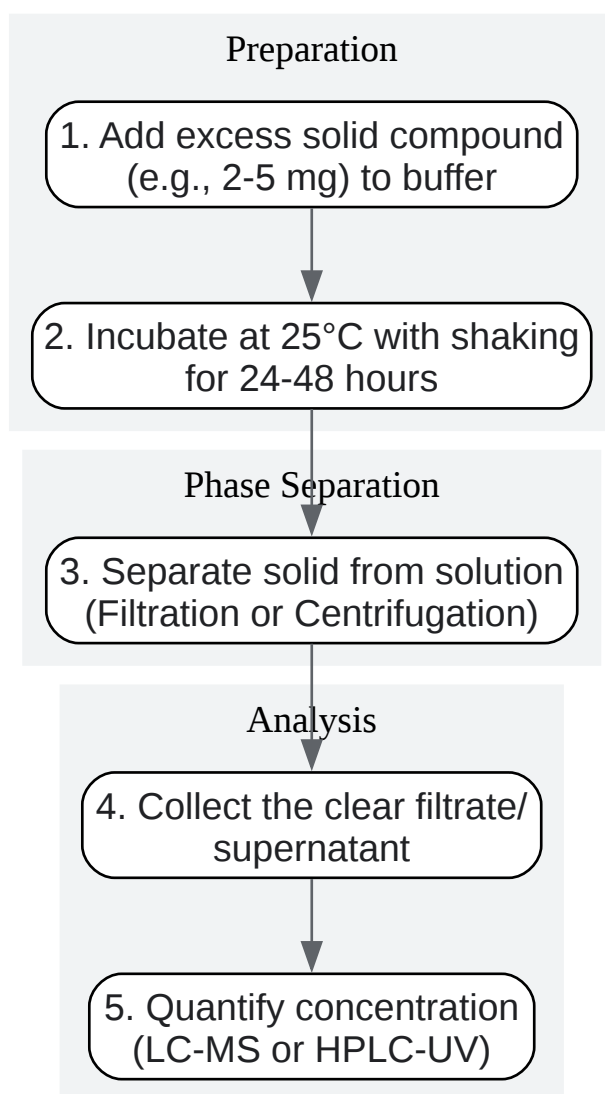 Preparation
1. Add excess solid compound
(e.g., 2-5 mg) to buffer
2. Incubate at 25°C with shaking
for 24-48 hours
Phase Separation
3. Separate solid from solution
(Filtration or Centrifugation)
Analysis
4. Collect the clear filtrate/
supernatant
5. Quantify concentration
(LC-MS or HPLC-UV)